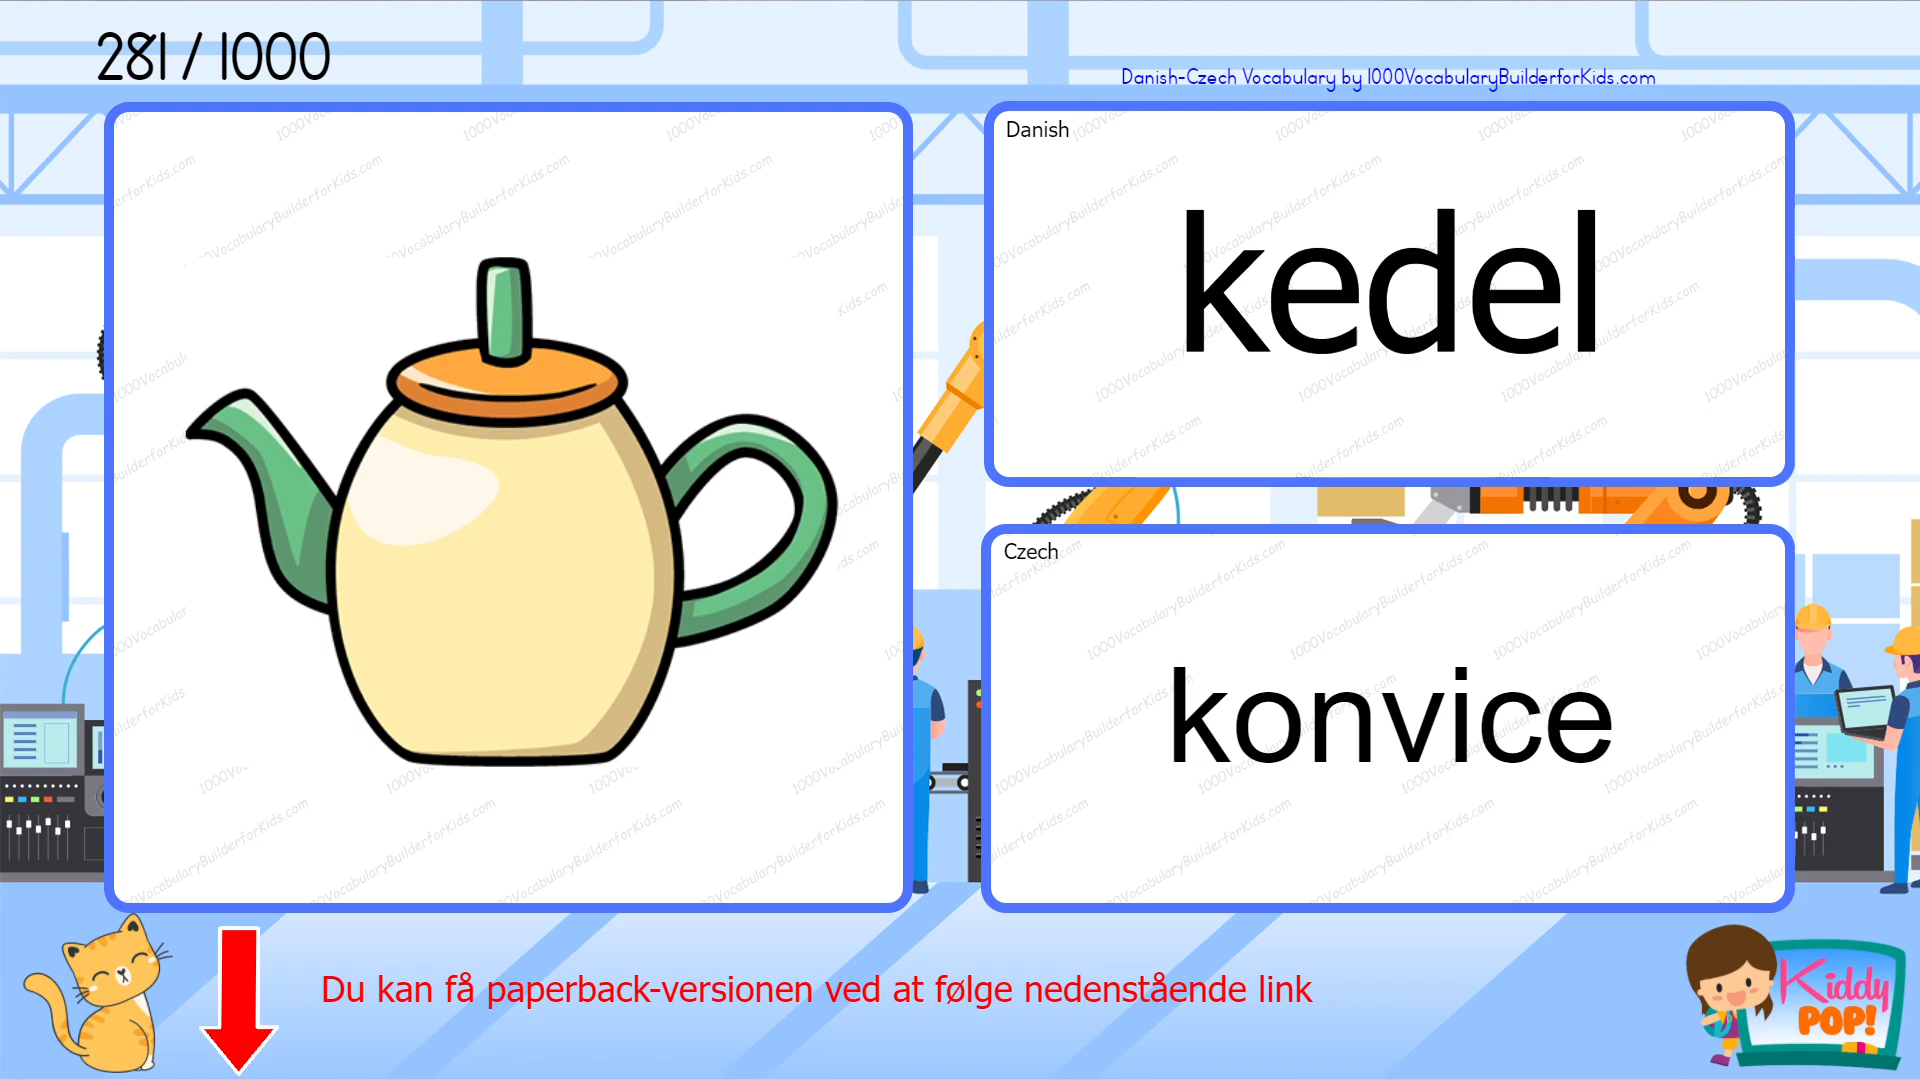 281 / 1000
Danish-Czech Vocabulary by 1000VocabularyBuilderforKids.com
Danish
kedel
Czech
konvice
Du kan få paperback-versionen ved at følge nedenstående link
Kiddy
POP!